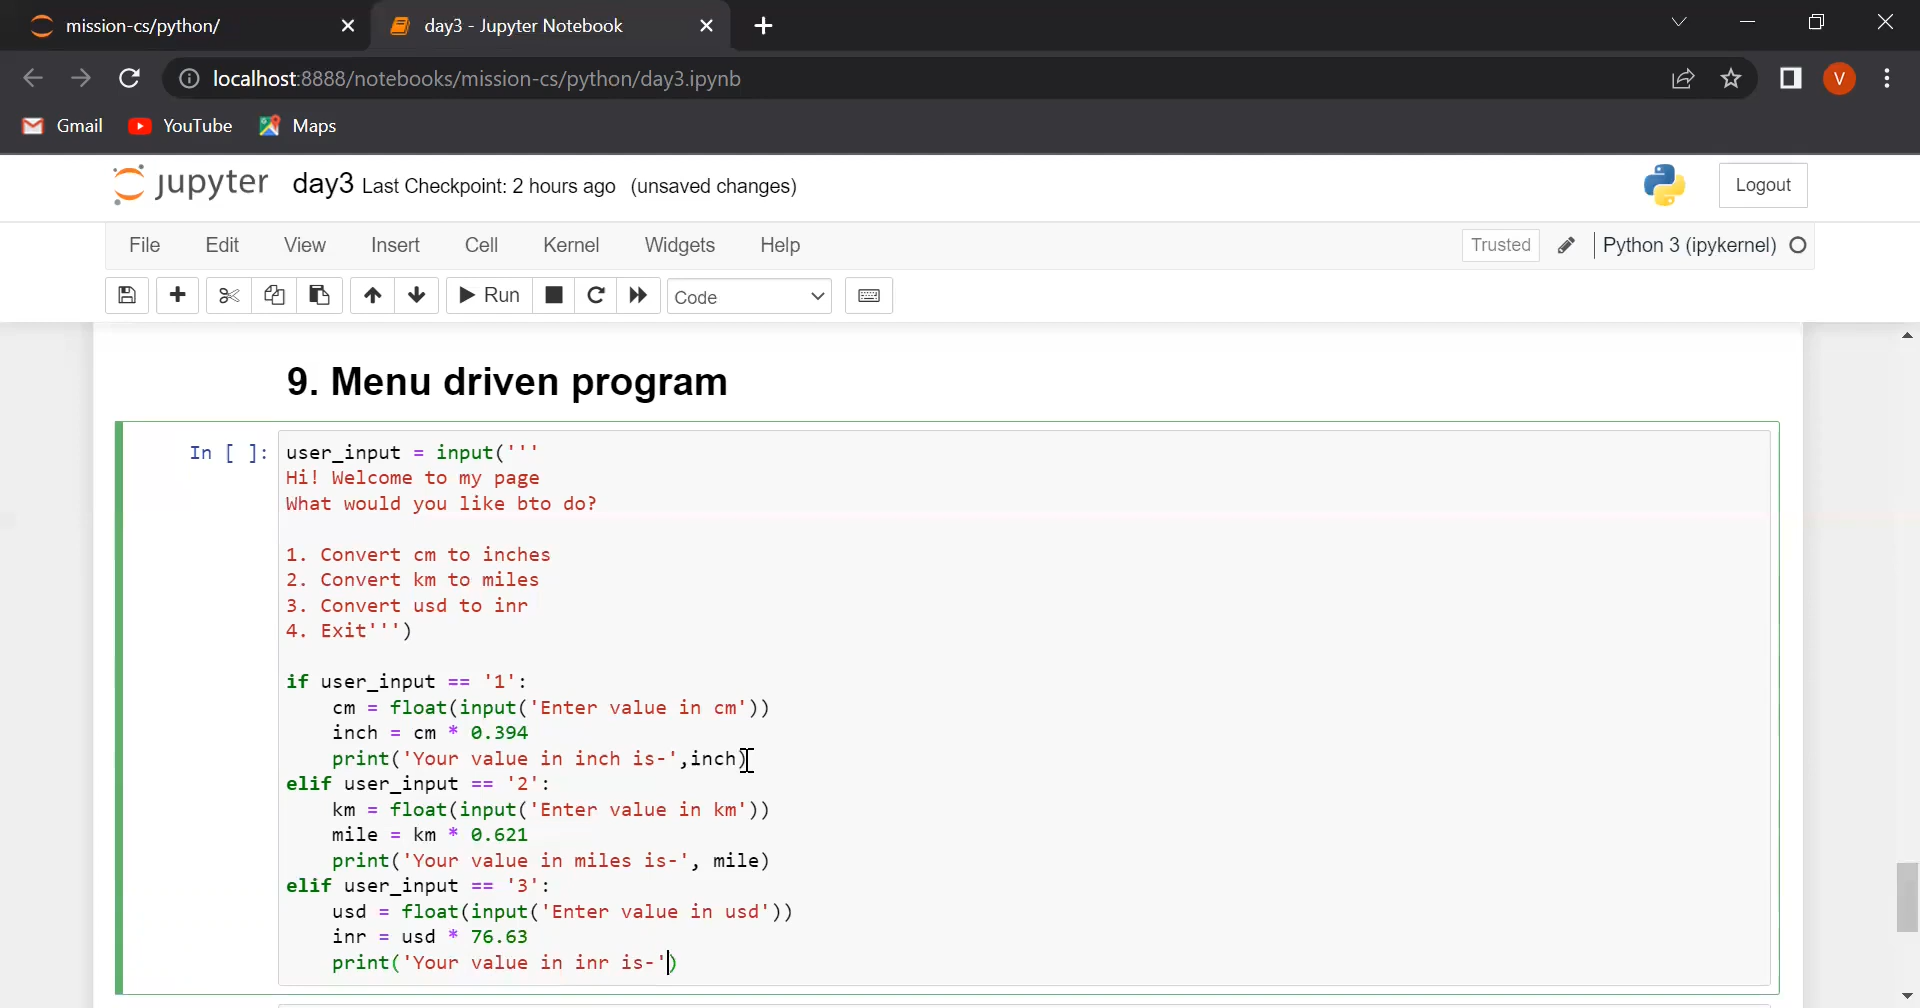 mission-cs/python/
day3 - Jupyter Notebook
localhost:8888/notebooks/mission-cs/python/day3.ipynb
V
Gmail YouTube Maps
jupyter day3 Last Checkpoint: 2 hours ago (unsaved changes)
Logout
File Edit View Insert Cell Kernel Widgets Help
Trusted Python 3 (ipykernel)
Run Code
9. Menu driven program
In [ ]: user_input = input('''
Hi! Welcome to my page
What would you like bto do?
1. Convert cm to inches
2. Convert km to miles
3. Convert usd to inr
4. Exit''')
if user_input == '1':
    cm = float(input('Enter value in cm'))
    inch = cm * 0.394
    print('Your value in inch is-',inch)
elif user_input == '2':
    km = float(input('Enter value in km'))
    mile = km * 0.621
    print('Your value in miles is-', mile)
elif user_input == '3':
    usd = float(input('Enter value in usd'))
    inr = usd * 76.63
    print('Your value in inr is-')